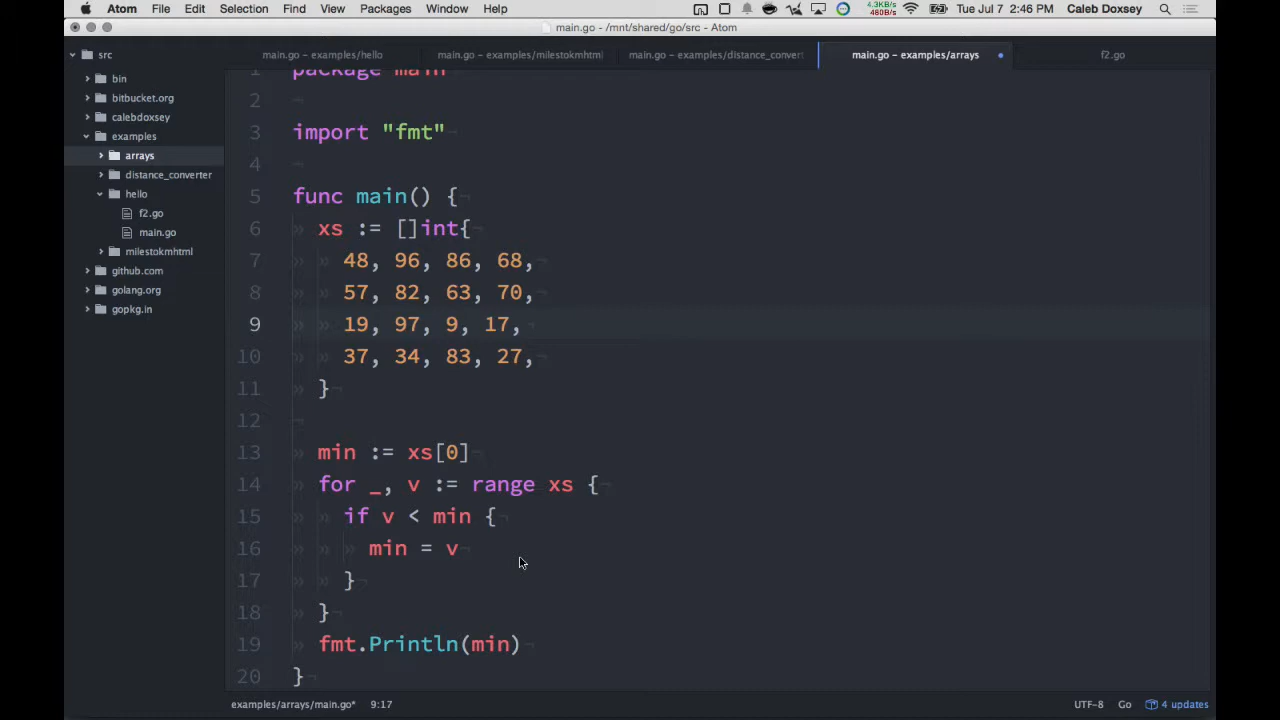 Atom File Edit Selection Find View Packages Window Help 4.3KB/s 480B/s Tue Jul 7 2:46 PM Caleb Doxsey
main.go - /mnt/shared/go/src - Atom
src
main.go - examples/hello main.go - examples/milestokmhtml main.go - examples/distance_convert main.go - examples/arrays f2.go
bin
bitbucket.org
calebdoxsey
examples
arrays
distance_converter
hello
f2.go
main.go
milestokmhtml
github.com
golang.org
gopkg.in
1 package main
2
3 import "fmt"
4
5 func main() {
6 xs := []int{
7 48, 96, 86, 68,
8 57, 82, 63, 70,
9 19, 97, 9, 17,
10 37, 34, 83, 27,
11 }
12
13 min := xs[0]
14 for _, v := range xs {
15 if v < min {
16 min = v
17 }
18 }
19 fmt.Println(min)
20 }
examples/arrays/main.go* 9:17 UTF-8 Go 4 updates